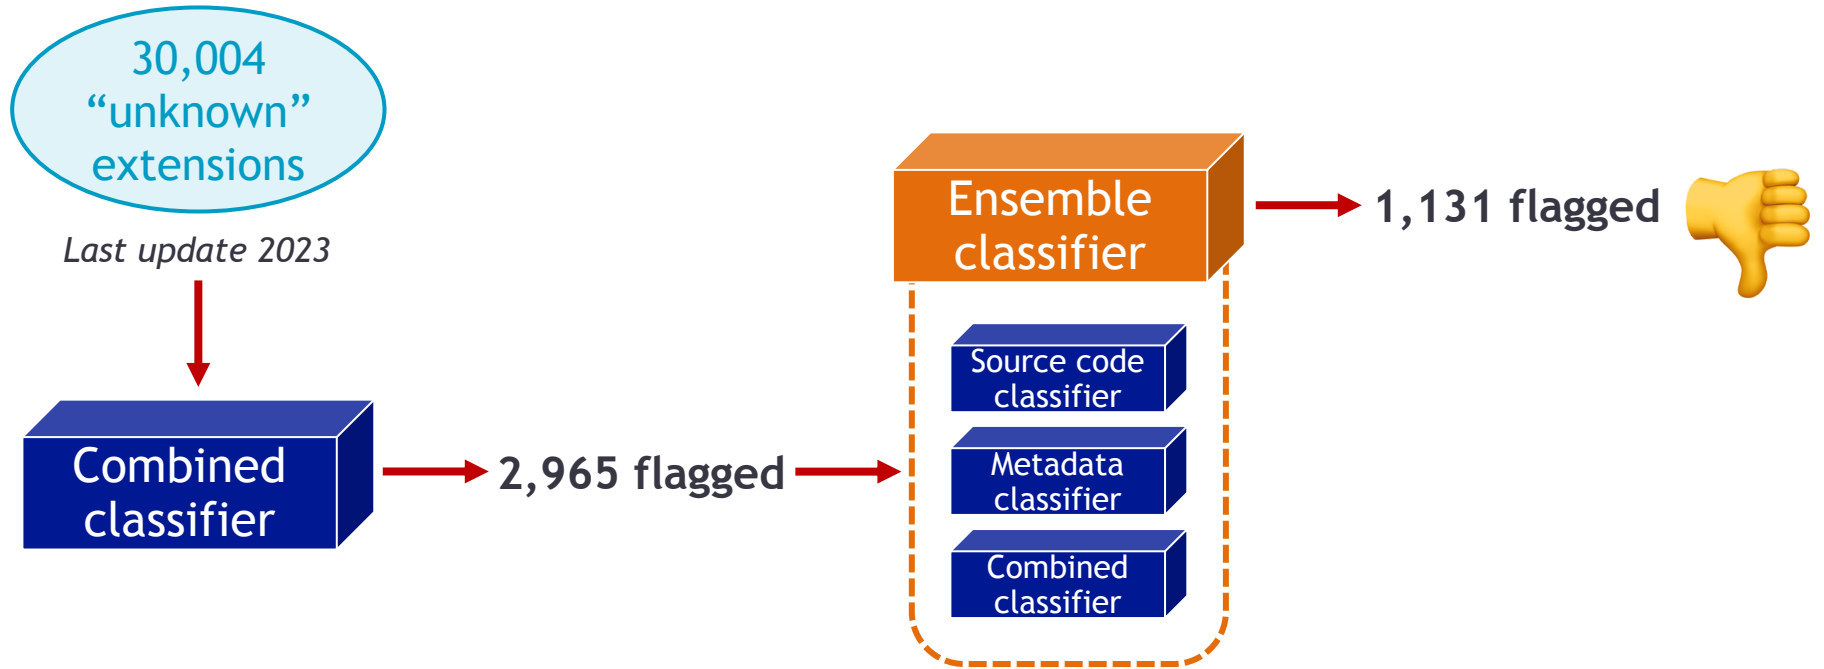 30,004
“unknown”
extensions
Last update 2023
Combined
classifier
2,965 flagged
Ensemble
classifier
Source code
classifier
Metadata
classifier
Combined
classifier
1,131 flagged